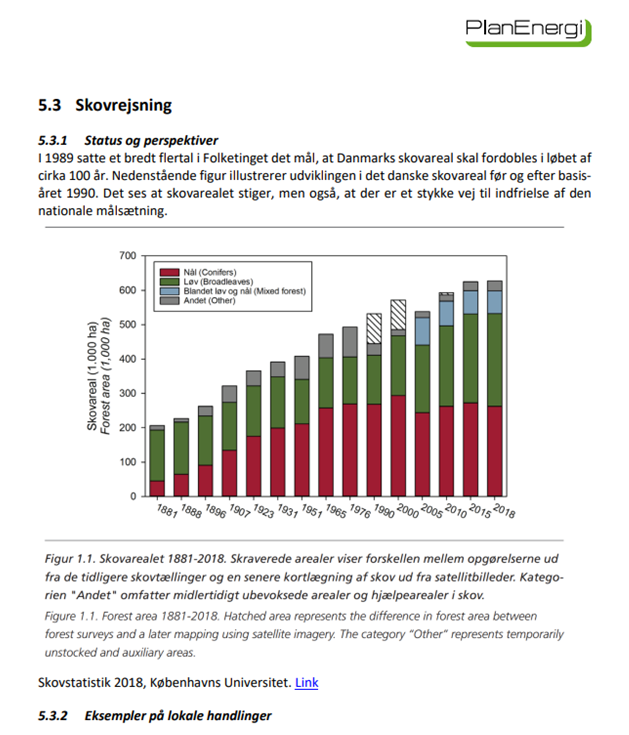 PlanEnergi
5.3 Skovrejsning
5.3.1 Status og perspektiver
I 1989 satte et bredt flertal i Folketinget det mål, at Danmarks skovareal skal fordobles i løbet af
cirka 100 år. Nedenstående figur illustrerer udviklingen i det danske skovareal før og efter basis-
året 1990. Det ses at skovarealet stiger, men også, at der er et stykke vej til indfrielse af den
nationale målsætning.
Skovareal (1.000 ha)
Forest area (1,000 ha)
700
600
500
400
300
200
100
0
Nål (Conifers)
Løv (Broadleaves)
Blandet løv og nål (Mixed forest)
Andet (Other)
1881 1888 1896 1907 1923 1931 1951 1965 1976 1990 2000 2005 2010 2015 2018
Figur 1.1. Skovarealet 1881-2018. Skraverede arealer viser forskellen mellem opgørelserne ud
fra de tidligere skovtællinger og en senere kortlægning af skov ud fra satellitbilleder. Katego-
rien "Andet" omfatter midlertidigt ubevoksede arealer og hjælpearealer i skov.
Figure 1.1. Forest area 1881-2018. Hatched area represents the difference in forest area between
forest surveys and a later mapping using satellite imagery. The category “Other” represents temporarily
unstocked and auxiliary areas.
Skovstatistik 2018, Københavns Universitet. Link
5.3.2 Eksempler på lokale handlinger